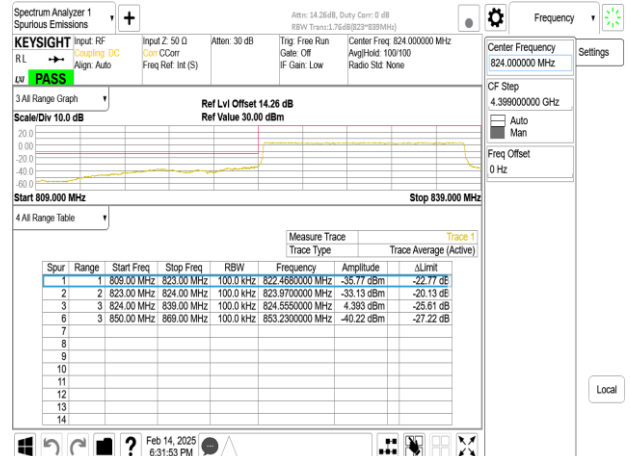 Spectrum Analyzer 1
Spurious Emissions
Attn: 14.26dB, Duty Corr: 0 dB
RBW Trans:1.76dB(823~839MHz)
Frequency
KEYSIGHT
RL
LXI PASS
Input: RF
Coupling: DC
Align: Auto
Input Z: 50 Ω
Corr CCorr
Freq Ref: Int (S)
Atten: 30 dB
Trig: Free Run
Gate: Off
IF Gain: Low
Center Freq: 824.000000 MHz
Avg|Hold: 100/100
Radio Std: None
Center Frequency
824.000000 MHz
Settings
CF Step
4.399000000 GHz
Auto
Man
Freq Offset
0 Hz
3 All Range Graph
Ref Lvl Offset 14.26 dB
Scale/Div 10.0 dB
Ref Value 30.00 dBm
20.0
0.00
-20.0
-40.0
-60.0
Start 809.000 MHz
Stop 839.000 MHz
4 All Range Table
Measure Trace Trace 1
Trace Type Trace Average (Active)
Spur Range Start Freq Stop Freq RBW Frequency Amplitude ΔLimit
1 1 809.00 MHz 823.00 MHz 100.0 kHz 822.4680000 MHz -35.77 dBm -22.77 dB
2 2 823.00 MHz 824.00 MHz 100.0 kHz 823.9700000 MHz -33.13 dBm -20.13 dB
3 3 824.00 MHz 839.00 MHz 100.0 kHz 824.5550000 MHz 4.393 dBm -25.61 dB
6 3 850.00 MHz 869.00 MHz 100.0 kHz 853.2300000 MHz -40.22 dBm -27.22 dB
7
8
9
10
11
12
13
14
Local
Feb 14, 2025
6:31:53 PM